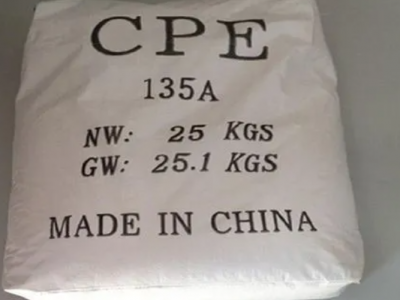 CPE
135A
NW: 25 KGS
GW: 25.1 KGS
MADE IN CHINA